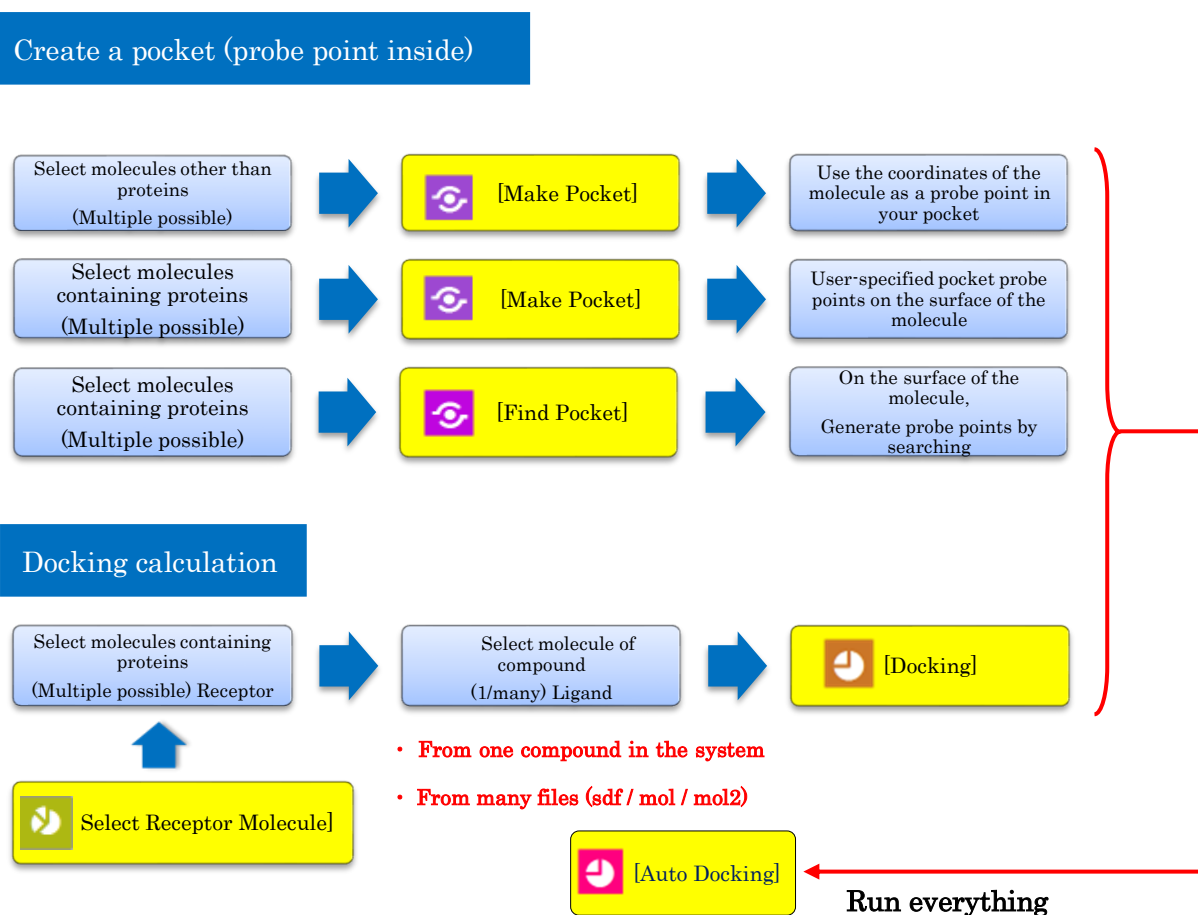 Create a pocket (probe point inside)
Select molecules other than
proteins
(Multiple possible)
[Make Pocket]
Use the coordinates of the
molecule as a probe point in
your pocket
Select molecules
containing proteins
(Multiple possible)
[Make Pocket]
User-specified pocket probe
points on the surface of the
molecule
Select molecules
containing proteins
(Multiple possible)
[Find Pocket]
On the surface of the
molecule,
Generate probe points by
searching
Docking calculation
Select molecules containing
proteins
(Multiple possible) Receptor
Select molecule of
compound
(1/many) Ligand
[Docking]
・ From one compound in the system
・ From many files (sdf / mol / mol2)
Select Receptor Molecule]
[Auto Docking]
Run everything